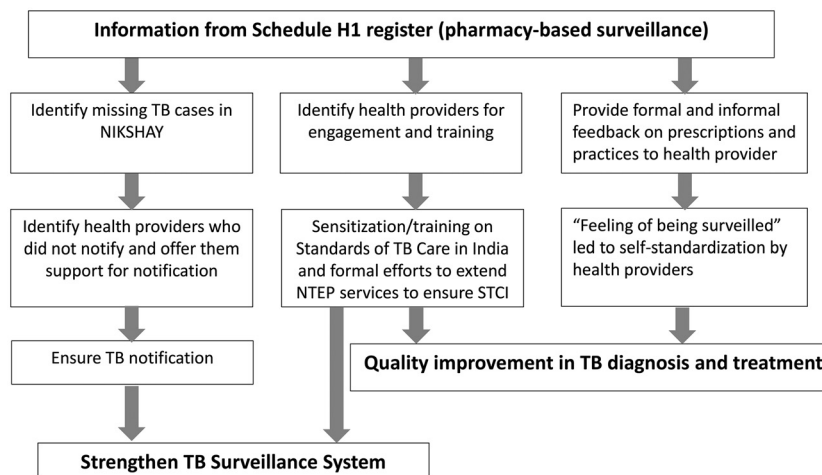 Information from Schedule H1 register (pharmacy-based surveillance)
Identify missing TB cases in
NIKSHAY
Identify health providers for
engagement and training
Provide formal and informal
feedback on prescriptions and
practices to health provider
Identify health providers who
did not notify and offer them
support for notification
Sensitization/training on
Standards of TB Care in India
and formal efforts to extend
NTEP services to ensure STCI
“Feeling of being surveilled”
led to self-standardization by
health providers
Ensure TB notification
Quality improvement in TB diagnosis and treatment
Strengthen TB Surveillance System